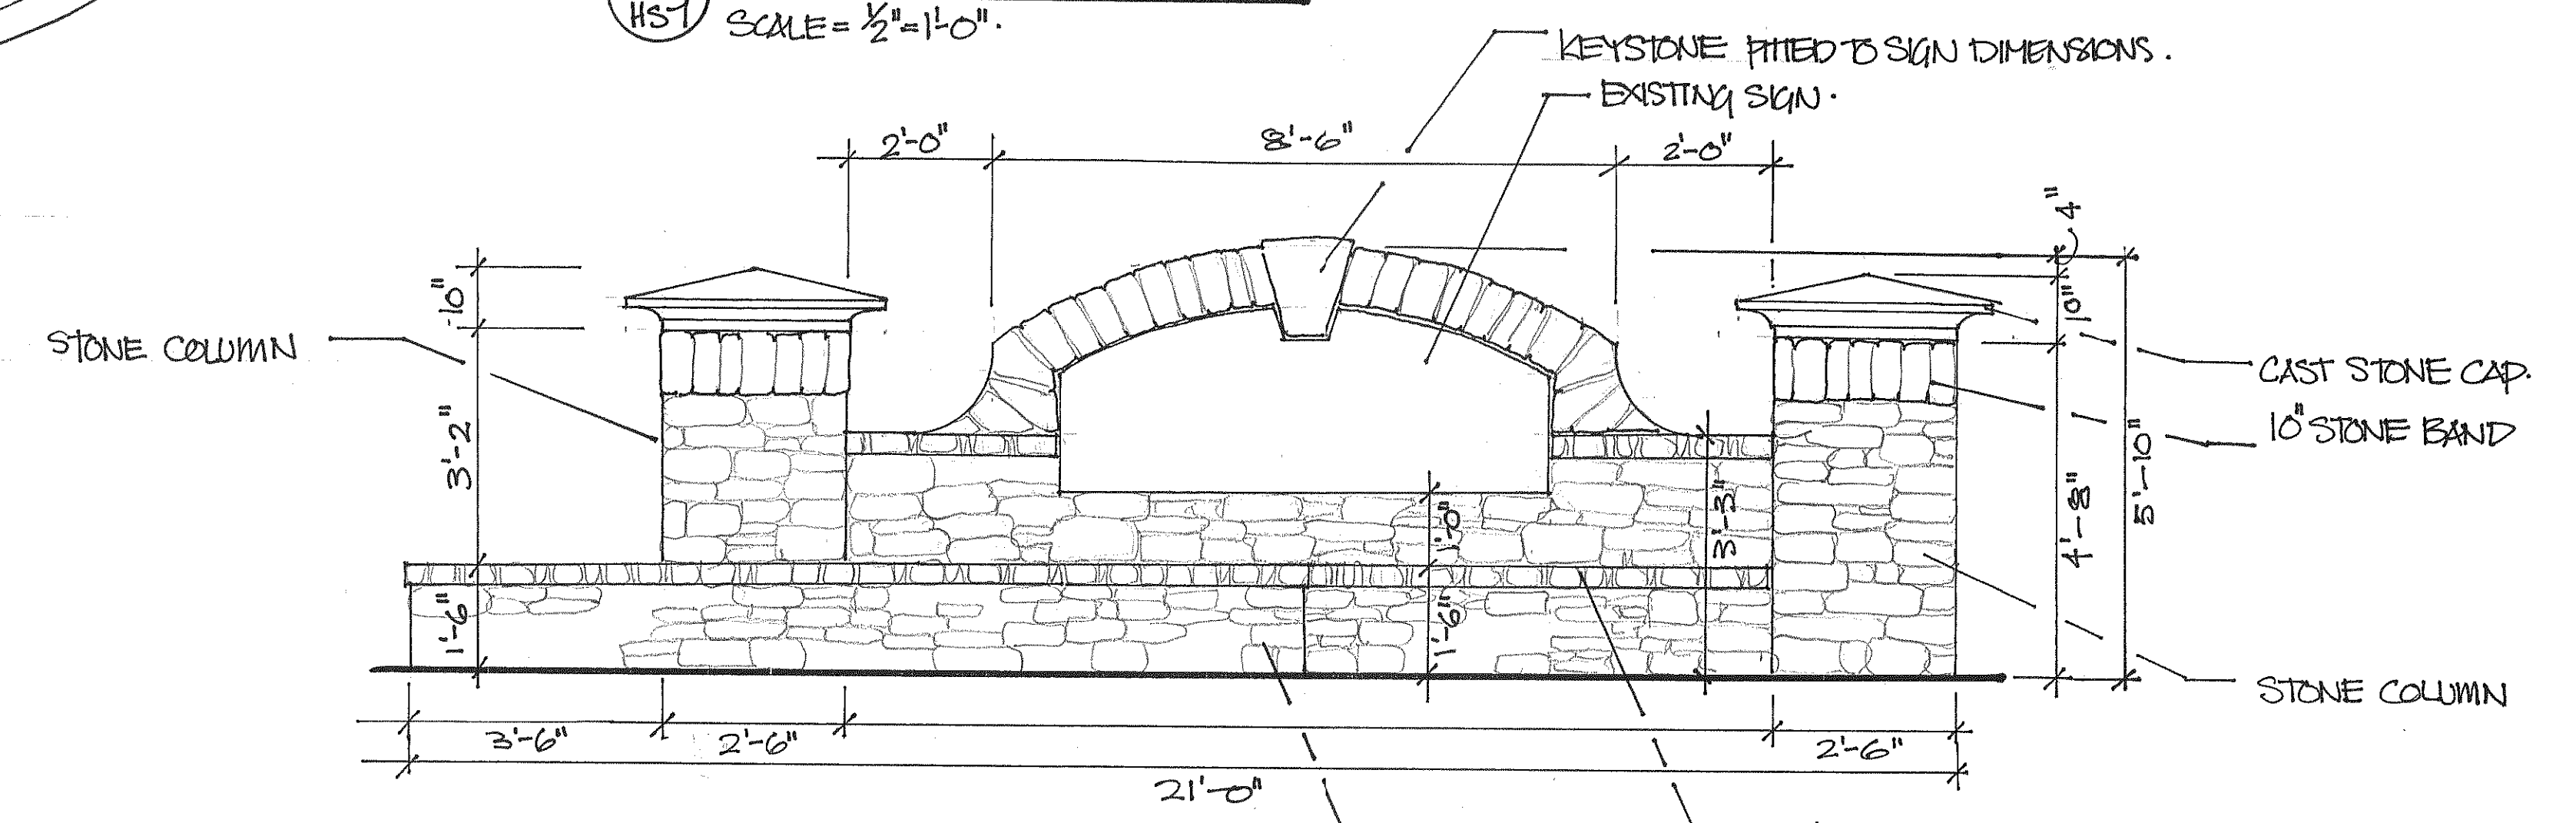 HS1
SCALE = 1/2"=1'-0".
KEYSTONE FITTED TO SIGN DIMENSIONS.
EXISTING SIGN.
2'-0"
8'-6"
2'-0"
4"
10"
10"
STONE COLUMN
CAST STONE CAP.
10" STONE BAND
3'-2"
5'-10"
3'-3"
1'-0"
4'-8"
1'-6"
1'-6"
STONE COLUMN
3'-6"
2'-6"
2'-6"
21'-0"